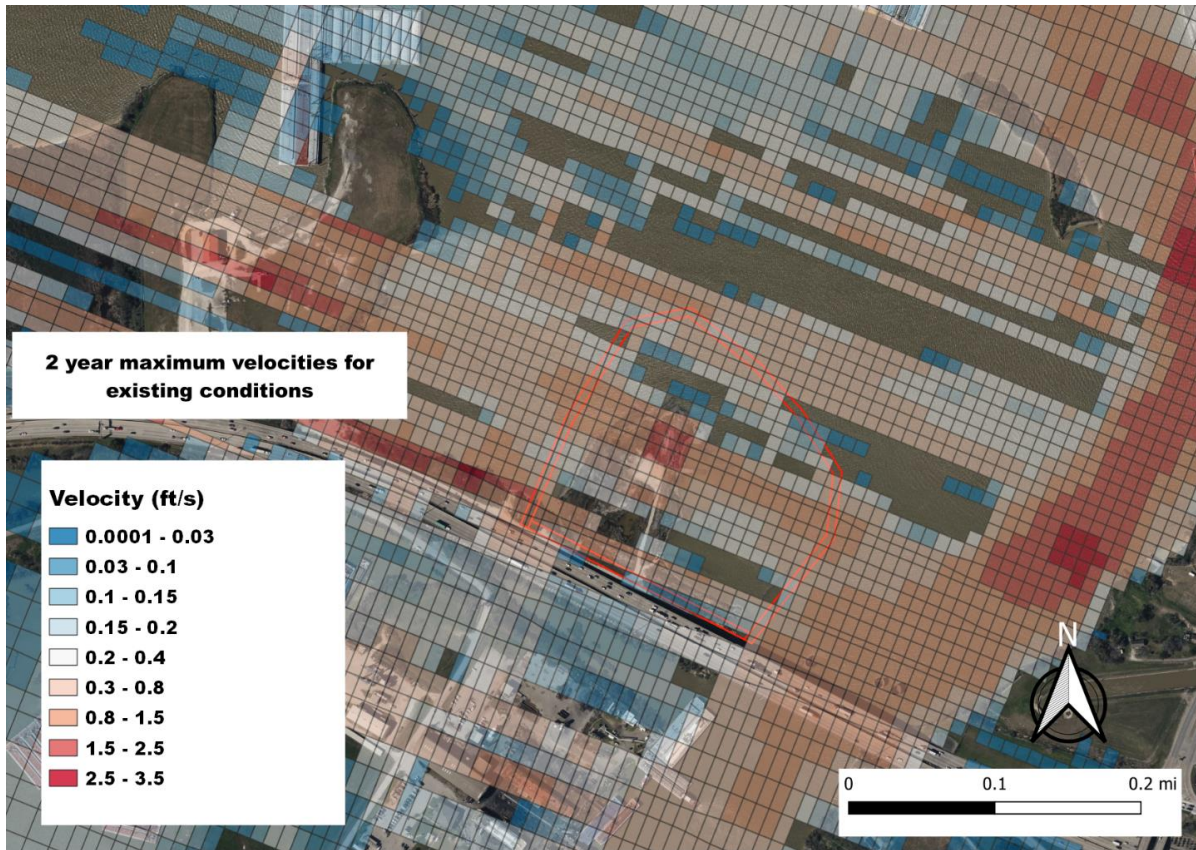 2 year maximum velocities for
existing conditions
Velocity (ft/s)
0.0001 - 0.03
0.03 - 0.1
0.1 - 0.15
0.15 - 0.2
0.2 - 0.4
0.3 - 0.8
0.8 - 1.5
1.5 - 2.5
2.5 - 3.5
N
0 0.1 0.2 mi